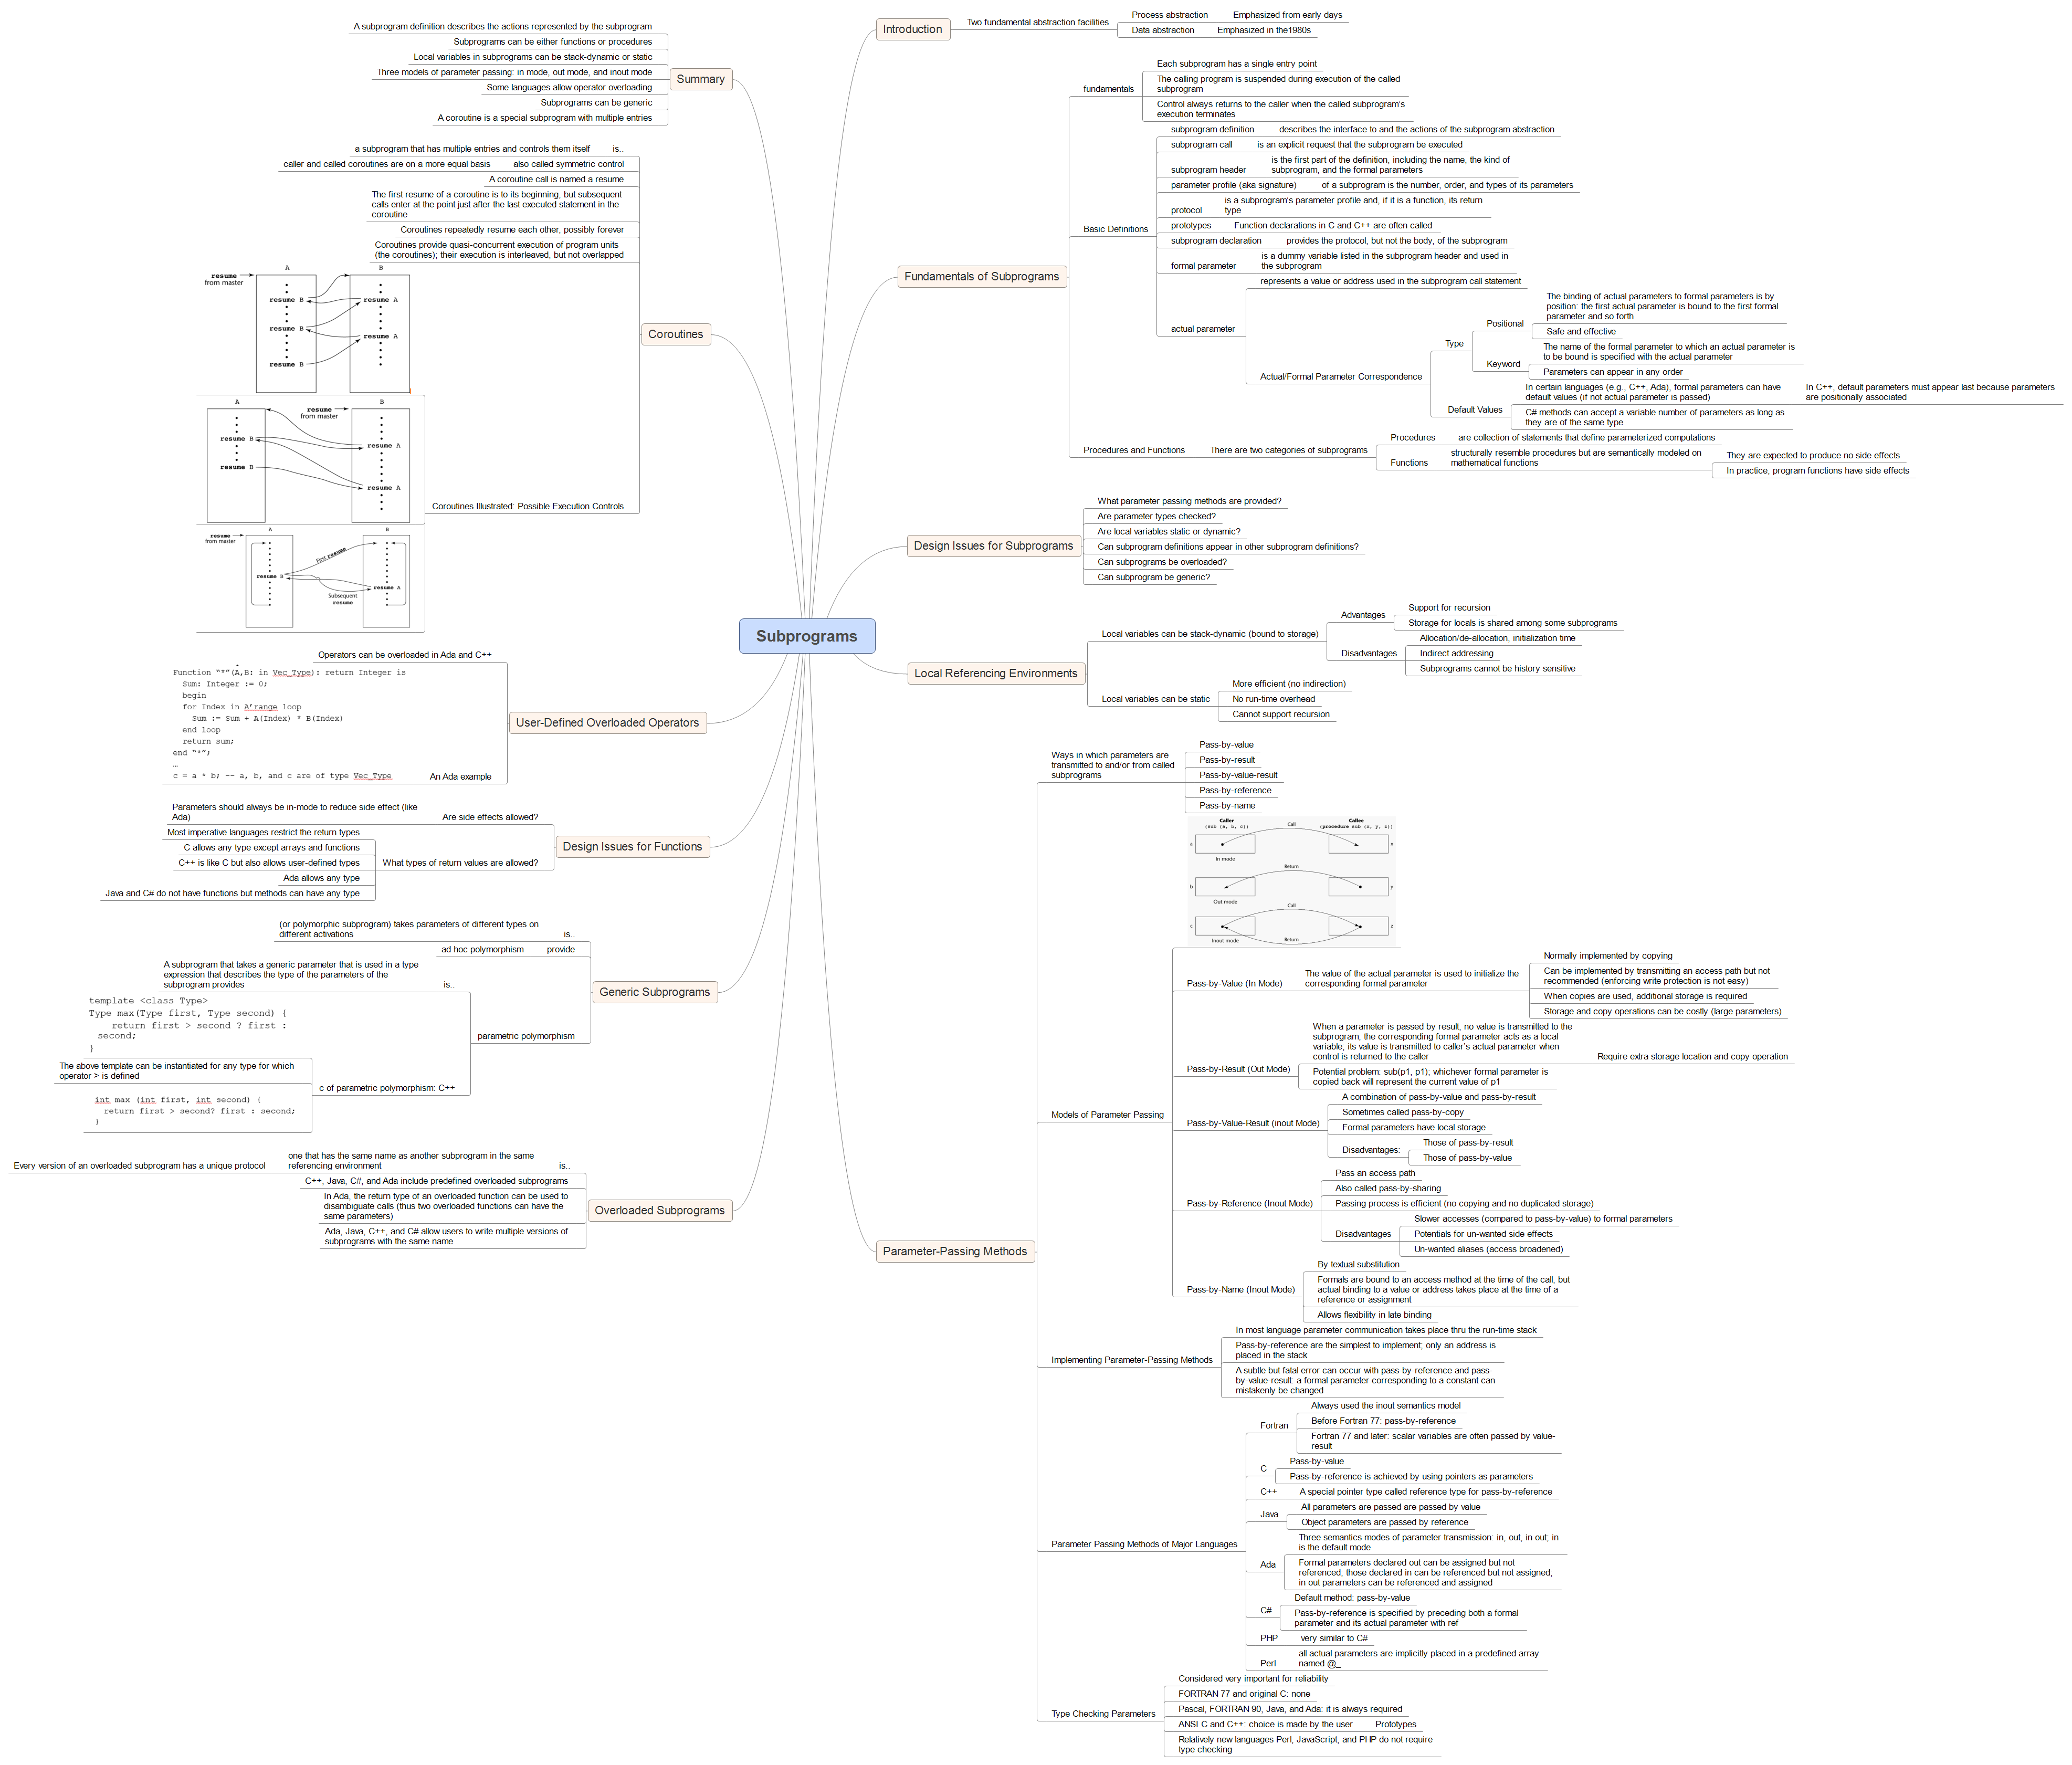 Subprograms
Introduction
Two fundamental abstraction facilities
Process abstraction
Emphasized from early days
Data abstraction
Emphasized in the1980s
Fundamentals of Subprograms
fundamentals
Each subprogram has a single entry point
The calling program is suspended during execution of the called
subprogram
Control always returns to the caller when the called subprogram's
execution terminates
Basic Definitions
subprogram definition
describes the interface to and the actions of the subprogram abstraction
subprogram call
is an explicit request that the subprogram be executed
subprogram header
is the first part of the definition, including the name, the kind of
subprogram, and the formal parameters
parameter profile (aka signature)
of a subprogram is the number, order, and types of its parameters
protocol
is a subprogram's parameter profile and, if it is a function, its return
type
prototypes
Function declarations in C and C++ are often called
subprogram declaration
provides the protocol, but not the body, of the subprogram
formal parameter
is a dummy variable listed in the subprogram header and used in
the subprogram
actual parameter
represents a value or address used in the subprogram call statement
Actual/Formal Parameter Correspondence
Type
Positional
The binding of actual parameters to formal parameters is by
position: the first actual parameter is bound to the first formal
parameter and so forth
Safe and effective
Keyword
The name of the formal parameter to which an actual parameter is
to be bound is specified with the actual parameter
Parameters can appear in any order
Default Values
In certain languages (e.g., C++, Ada), formal parameters can have
default values (if not actual parameter is passed)
In C++, default parameters must appear last because parameters
are positionally associated
C# methods can accept a variable number of parameters as long as
they are of the same type
Procedures and Functions
There are two categories of subprograms
Procedures
are collection of statements that define parameterized computations
Functions
structurally resemble procedures but are semantically modeled on
mathematical functions
They are expected to produce no side effects
In practice, program functions have side effects
Design Issues for Subprograms
What parameter passing methods are provided?
Are parameter types checked?
Are local variables static or dynamic?
Can subprogram definitions appear in other subprogram definitions?
Can subprograms be overloaded?
Can subprogram be generic?
Local Referencing Environments
Local variables can be stack-dynamic (bound to storage)
Advantages
Support for recursion
Storage for locals is shared among some subprograms
Disadvantages
Allocation/de-allocation, initialization time
Indirect addressing
Subprograms cannot be history sensitive
Local variables can be static
More efficient (no indirection)
No run-time overhead
Cannot support recursion
Parameter-Passing Methods
Ways in which parameters are
transmitted to and/or from called
subprograms
Pass-by-value
Pass-by-result
Pass-by-value-result
Pass-by-reference
Pass-by-name
Models of Parameter Passing
Caller
(sub (a, b, c))
Callee
(procedure sub (x, y, z))
Call
a
x
In mode
Return
b
y
Out mode
Call
c
z
Inout mode
Return
Pass-by-Value (In Mode)
The value of the actual parameter is used to initialize the
corresponding formal parameter
Normally implemented by copying
Can be implemented by transmitting an access path but not
recommended (enforcing write protection is not easy)
When copies are used, additional storage is required
Storage and copy operations can be costly (large parameters)
Pass-by-Result (Out Mode)
When a parameter is passed by result, no value is transmitted to the
subprogram; the corresponding formal parameter acts as a local
variable; its value is transmitted to caller's actual parameter when
control is returned to the caller
Require extra storage location and copy operation
Potential problem: sub(p1, p1); whichever formal parameter is
copied back will represent the current value of p1
Pass-by-Value-Result (inout Mode)
A combination of pass-by-value and pass-by-result
Sometimes called pass-by-copy
Formal parameters have local storage
Disadvantages:
Those of pass-by-result
Those of pass-by-value
Pass-by-Reference (Inout Mode)
Pass an access path
Also called pass-by-sharing
Passing process is efficient (no copying and no duplicated storage)
Disadvantages
Slower accesses (compared to pass-by-value) to formal parameters
Potentials for un-wanted side effects
Un-wanted aliases (access broadened)
Pass-by-Name (Inout Mode)
By textual substitution
Formals are bound to an access method at the time of the call, but
actual binding to a value or address takes place at the time of a
reference or assignment
Allows flexibility in late binding
Implementing Parameter-Passing Methods
In most language parameter communication takes place thru the run-time stack
Pass-by-reference are the simplest to implement; only an address is
placed in the stack
A subtle but fatal error can occur with pass-by-reference and pass-
by-value-result: a formal parameter corresponding to a constant can
mistakenly be changed
Parameter Passing Methods of Major Languages
Fortran
Always used the inout semantics model
Before Fortran 77: pass-by-reference
Fortran 77 and later: scalar variables are often passed by value-
result
C
Pass-by-value
Pass-by-reference is achieved by using pointers as parameters
C++
A special pointer type called reference type for pass-by-reference
Java
All parameters are passed are passed by value
Object parameters are passed by reference
Ada
Three semantics modes of parameter transmission: in, out, in out; in
is the default mode
Formal parameters declared out can be assigned but not
referenced; those declared in can be referenced but not assigned;
in out parameters can be referenced and assigned
C#
Default method: pass-by-value
Pass-by-reference is specified by preceding both a formal
parameter and its actual parameter with ref
PHP
very similar to C#
Perl
all actual parameters are implicitly placed in a predefined array
named @_
Type Checking Parameters
Considered very important for reliability
FORTRAN 77 and original C: none
Pascal, FORTRAN 90, Java, and Ada: it is always required
ANSI C and C++: choice is made by the user
Prototypes
Relatively new languages Perl, JavaScript, and PHP do not require
type checking
Summary
A subprogram definition describes the actions represented by the subprogram
Subprograms can be either functions or procedures
Local variables in subprograms can be stack-dynamic or static
Three models of parameter passing: in mode, out mode, and inout mode
Some languages allow operator overloading
Subprograms can be generic
A coroutine is a special subprogram with multiple entries
Coroutines
a subprogram that has multiple entries and controls them itself
is..
caller and called coroutines are on a more equal basis
also called symmetric control
A coroutine call is named a resume
The first resume of a coroutine is to its beginning, but subsequent
calls enter at the point just after the last executed statement in the
coroutine
Coroutines repeatedly resume each other, possibly forever
Coroutines provide quasi-concurrent execution of program units
(the coroutines); their execution is interleaved, but not overlapped
Coroutines Illustrated: Possible Execution Controls
A
B
resume
from master
resume B
resume A
resume B
resume A
resume B
A
B
resume
from master
resume B
resume A
resume B
resume A
A
B
resume
from master
First resume
resume B
resume A
Subsequent
resume
User-Defined Overloaded Operators
Operators can be overloaded in Ada and C++
An Ada example
Function “*”(A,B: in Vec_Type): return Integer is
Sum: Integer := 0;
begin
for Index in A’range loop
Sum := Sum + A(Index) * B(Index)
end loop
return sum;
end “*”;
…
c = a * b; -- a, b, and c are of type Vec_Type
Design Issues for Functions
Parameters should always be in-mode to reduce side effect (like
Ada)
Are side effects allowed?
What types of return values are allowed?
Most imperative languages restrict the return types
C allows any type except arrays and functions
C++ is like C but also allows user-defined types
Ada allows any type
Java and C# do not have functions but methods can have any type
Generic Subprograms
(or polymorphic subprogram) takes parameters of different types on
different activations
is..
ad hoc polymorphism
provide
parametric polymorphism
A subprogram that takes a generic parameter that is used in a type
expression that describes the type of the parameters of the
subprogram provides
is..
c of parametric polymorphism: C++
template <class Type>
Type max(Type first, Type second) {
return first > second ? first :
second;
}
The above template can be instantiated for any type for which
operator > is defined
int max (int first, int second) {
return first > second? first : second;
}
Overloaded Subprograms
one that has the same name as another subprogram in the same
referencing environment
is..
Every version of an overloaded subprogram has a unique protocol
C++, Java, C#, and Ada include predefined overloaded subprograms
In Ada, the return type of an overloaded function can be used to
disambiguate calls (thus two overloaded functions can have the
same parameters)
Ada, Java, C++, and C# allow users to write multiple versions of
subprograms with the same name